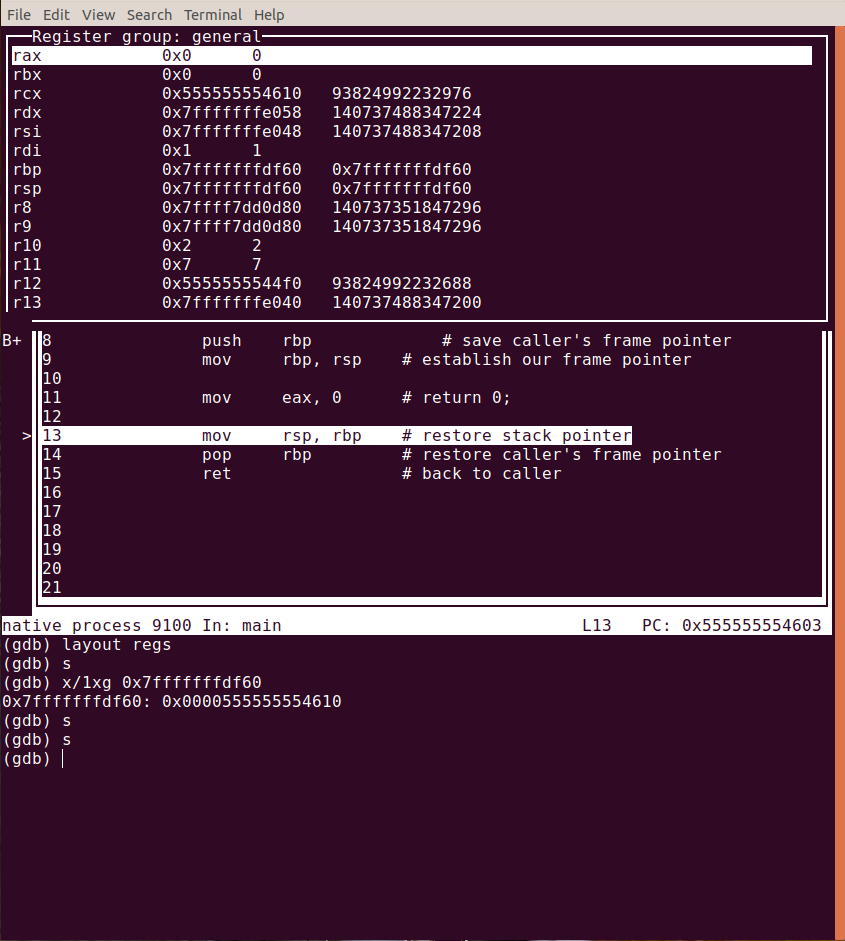 File Edit View Search Terminal Help
Register group: general
rax 0x0 0
rbx 0x0 0
rcx 0x555555554610 93824992232976
rdx 0x7fffffffe058 140737488347224
rsi 0x7fffffffe048 140737488347208
rdi 0x1 1
rbp 0x7fffffffdf60 0x7fffffffdf60
rsp 0x7fffffffdf60 0x7fffffffdf60
r8 0x7ffff7dd0d80 140737351847296
r9 0x7ffff7dd0d80 140737351847296
r10 0x2 2
r11 0x7 7
r12 0x5555555544f0 93824992232688
r13 0x7fffffffe040 140737488347200
B+ 8 push rbp # save caller's frame pointer
9 mov rbp, rsp # establish our frame pointer
10
11 mov eax, 0 # return 0;
12
> 13 mov rsp, rbp # restore stack pointer
14 pop rbp # restore caller's frame pointer
15 ret # back to caller
16
17
18
19
20
21
native process 9100 In: main L13 PC: 0x555555554603
(gdb) layout regs
(gdb) s
(gdb) x/1xg 0x7fffffffdf60
0x7fffffffdf60: 0x0000555555554610
(gdb) s
(gdb) s
(gdb)